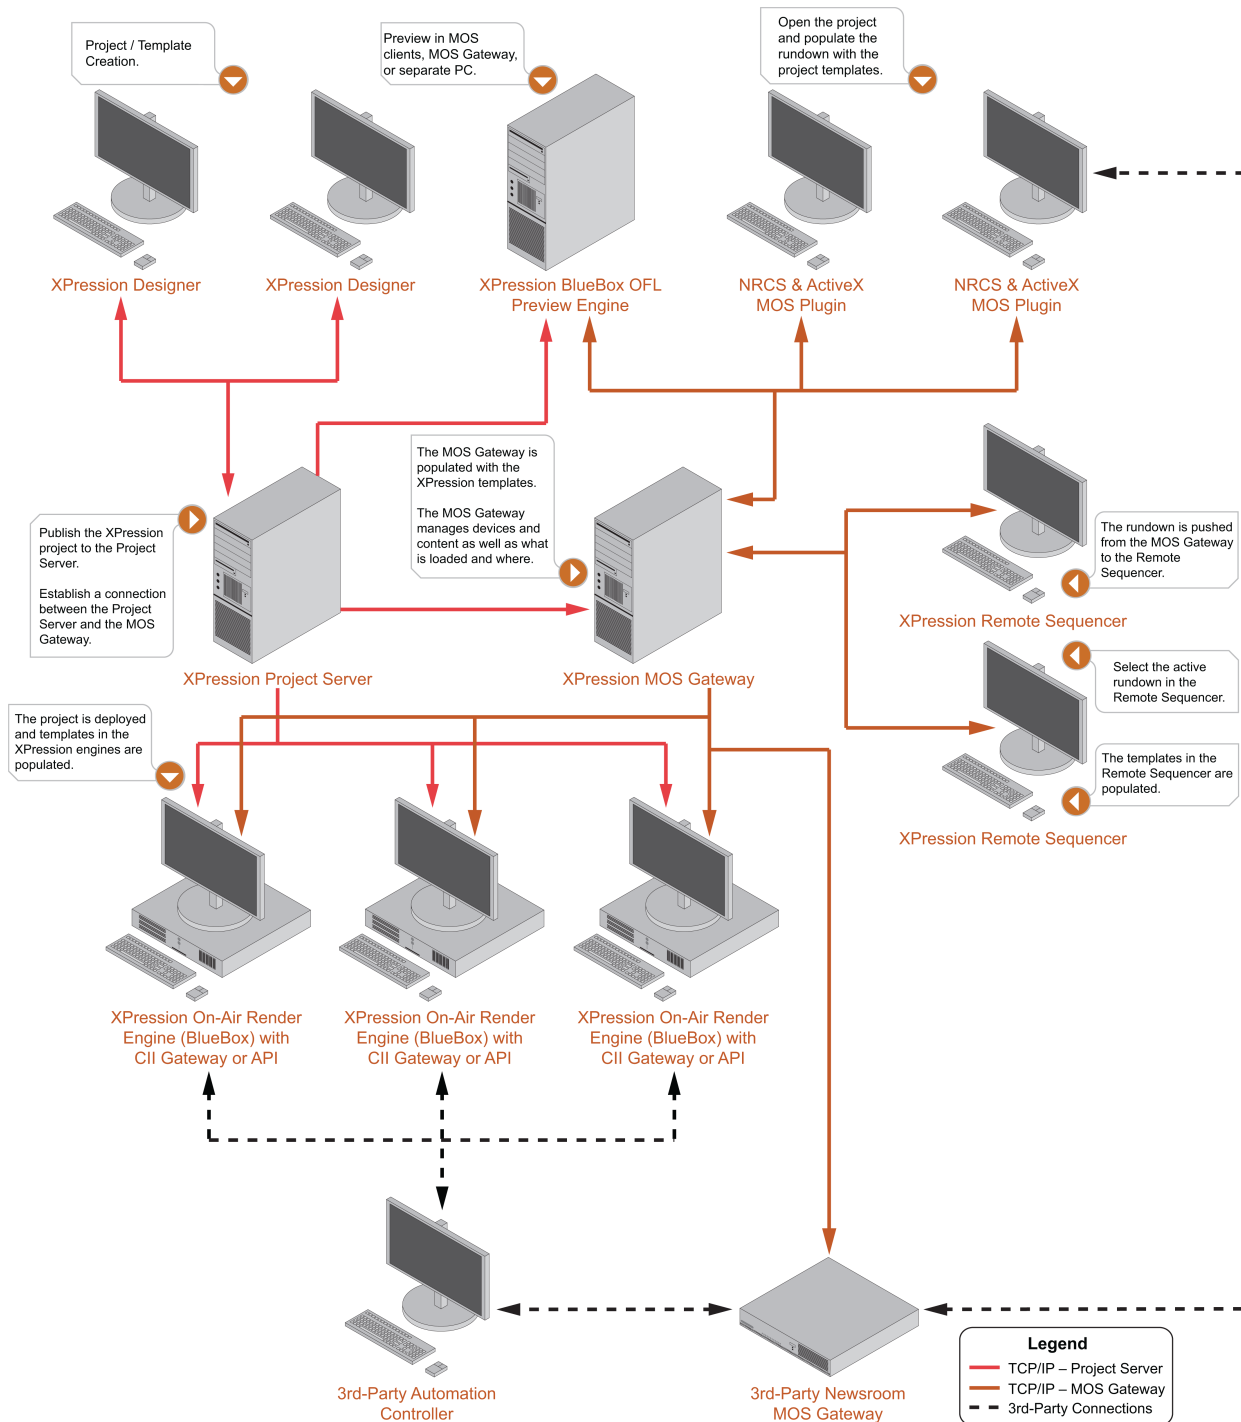 Project / Template
Creation.
Preview in MOS
clients, MOS Gateway,
or separate PC.
Open the project
and populate the
rundown with the
project templates.
XPression Designer
XPression Designer
XPression BlueBox OFL
Preview Engine
NRCS & ActiveX
MOS Plugin
NRCS & ActiveX
MOS Plugin
The MOS Gateway is
populated with the
XPression templates.
The MOS Gateway
manages devices and
content as well as what
is loaded and where.
Publish the XPression
project to the Project
Server.
Establish a connection
between the Project
Server and the MOS
Gateway.
The rundown is pushed
from the MOS Gateway
to the Remote
Sequencer.
XPression Remote Sequencer
XPression Project Server
XPression MOS Gateway
Select the active
rundown in the
Remote Sequencer.
The project is deployed
and templates in the
XPression engines are
populated.
The templates in the
Remote Sequencer are
populated.
XPression Remote Sequencer
XPression On-Air Render
Engine (BlueBox) with
CII Gateway or API
XPression On-Air Render
Engine (BlueBox) with
CII Gateway or API
XPression On-Air Render
Engine (BlueBox) with
CII Gateway or API
3rd-Party Automation
Controller
3rd-Party Newsroom
MOS Gateway
Legend
TCP/IP – Project Server
TCP/IP – MOS Gateway
3rd-Party Connections